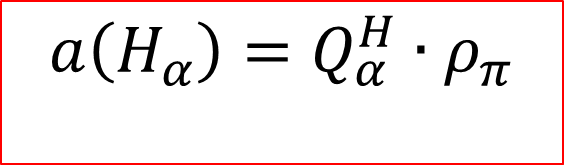 𝑎(𝐻_𝛼) = 𝑄_𝛼^𝐻 · 𝜌_𝜋